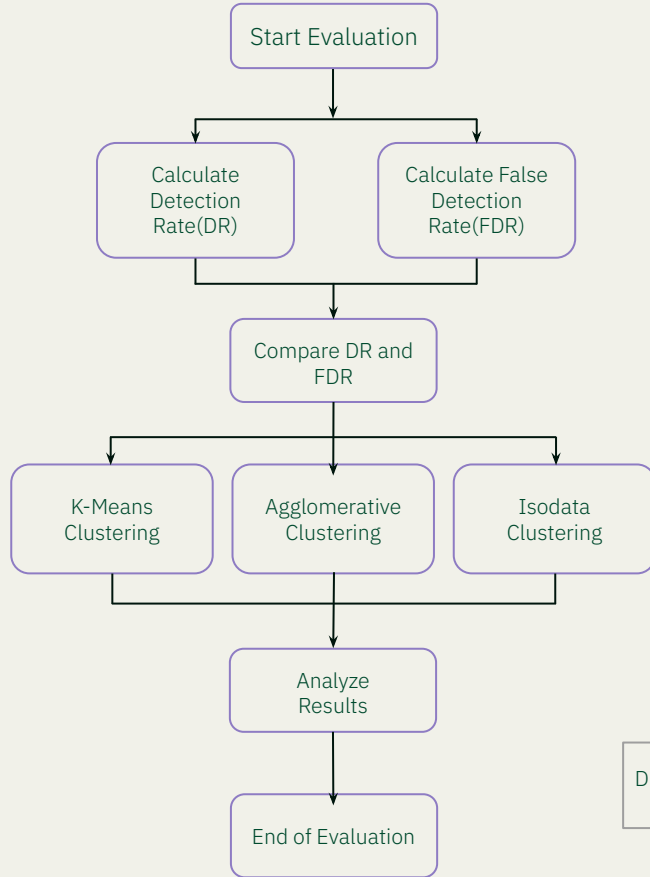 Start Evaluation
Calculate
Detection
Rate(DR)
Calculate False
Detection
Rate(FDR)
Compare DR and
FDR
K-Means
Clustering
Agglomerative
Clustering
Isodata
Clustering
Analyze
Results
D
End of Evaluation